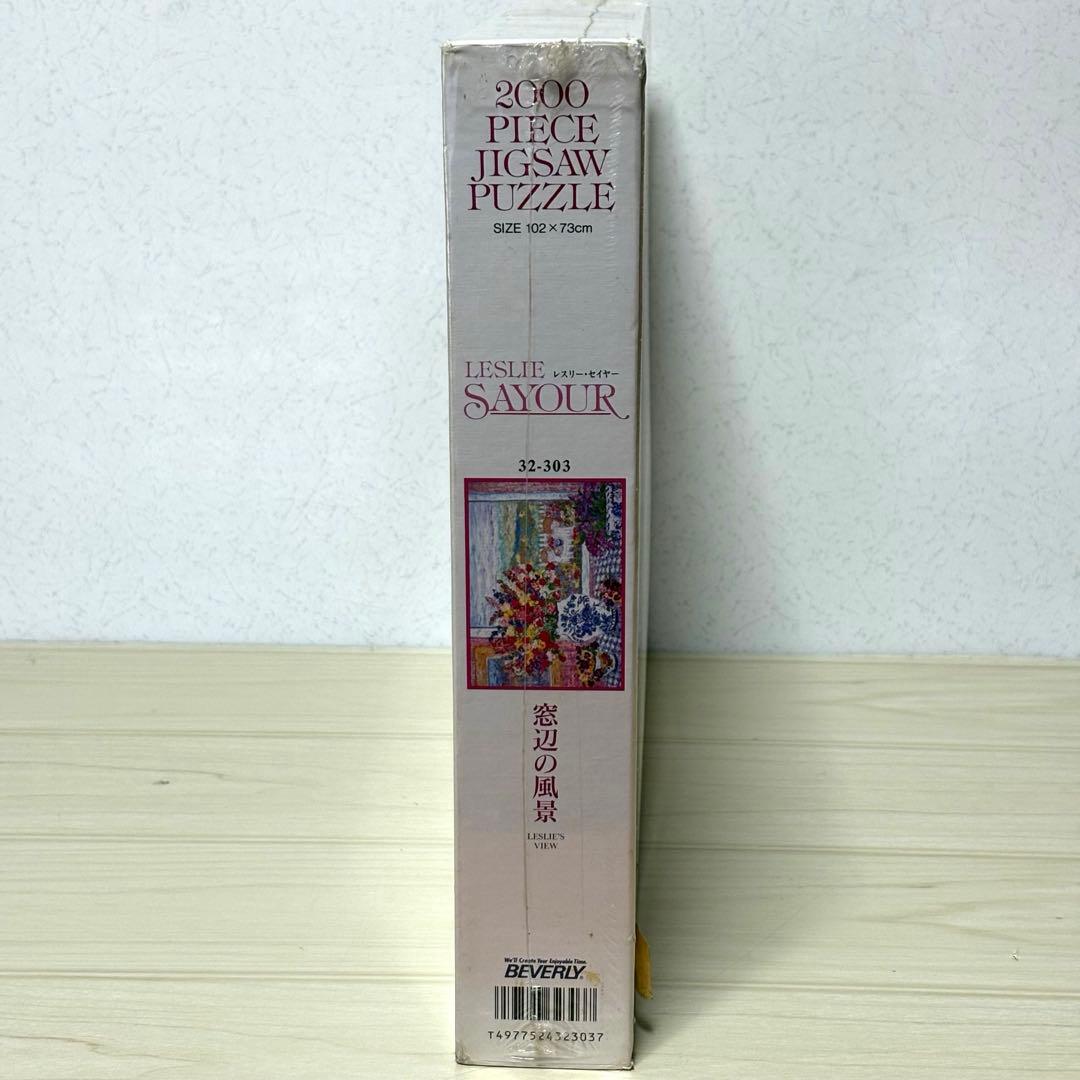 2000
PIECE
JIGSAW
PUZZLE
SIZE 102×73cm
LESLIE レスリー・セイヤー
SAYOUR
32-303
窓辺の風景
LESLIE'S
VIEW
We'll Create Your Enjoyable Time.
BEVERLY®
T4977524323037